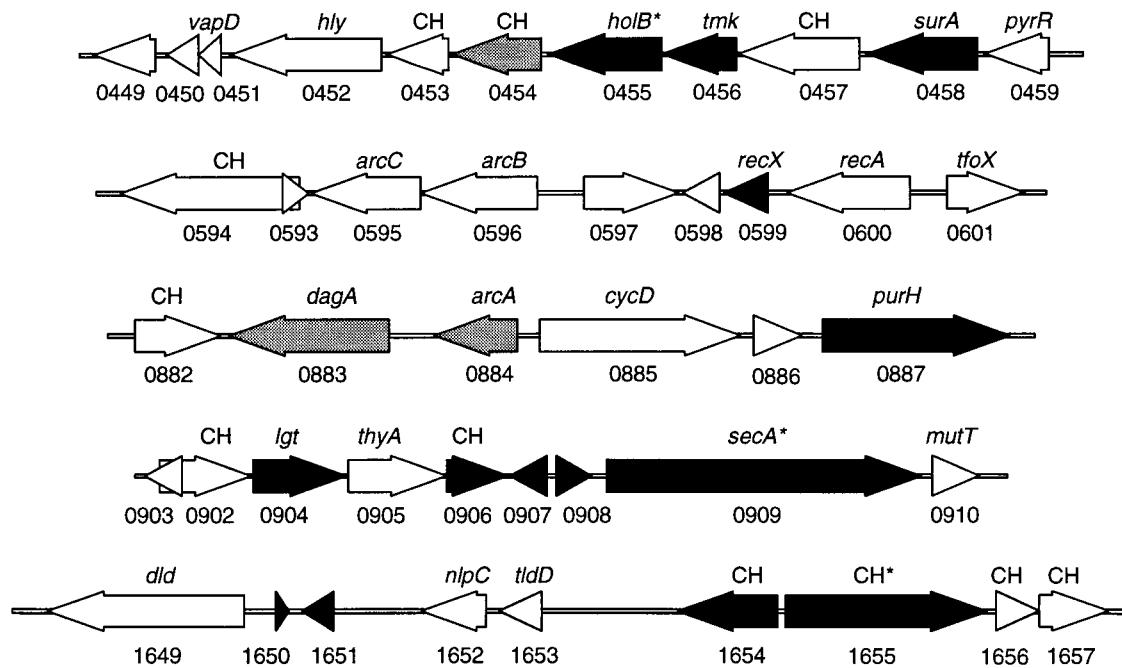 vapD hly CH CH holB* tmk CH surA pyrR
0449 0450 0451 0452 0453 0454 0455 0456 0457 0458 0459
CH arcC arcB recX recA tfoX
0594 0593 0595 0596 0597 0598 0599 0600 0601
CH dagA arcA cycD purH
0882 0883 0884 0885 0886 0887
CH lgt thyA CH secA* mutT
0903 0902 0904 0905 0906 0907 0908 0909 0910
dld nlpC tldD CH CH* CH CH
1649 1650 1651 1652 1653 1654 1655 1656 1657